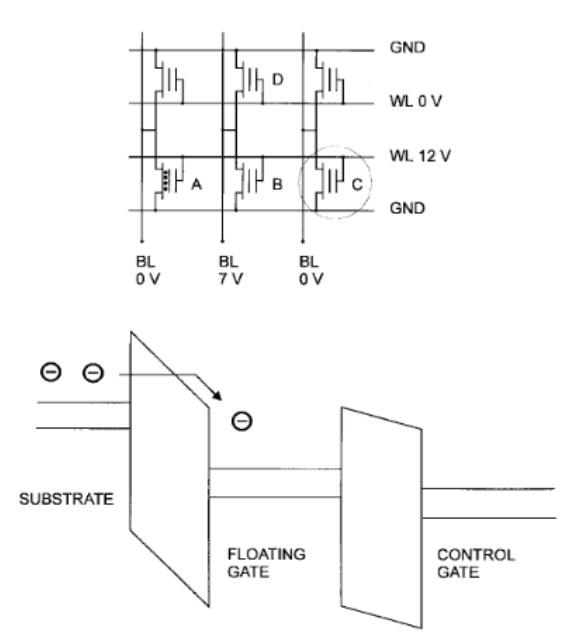 GND
D
WL 0 V
WL 12 V
A
B
C
GND
BL
0 V
BL
7 V
BL
0 V
SUBSTRATE
FLOATING
GATE
CONTROL
GATE